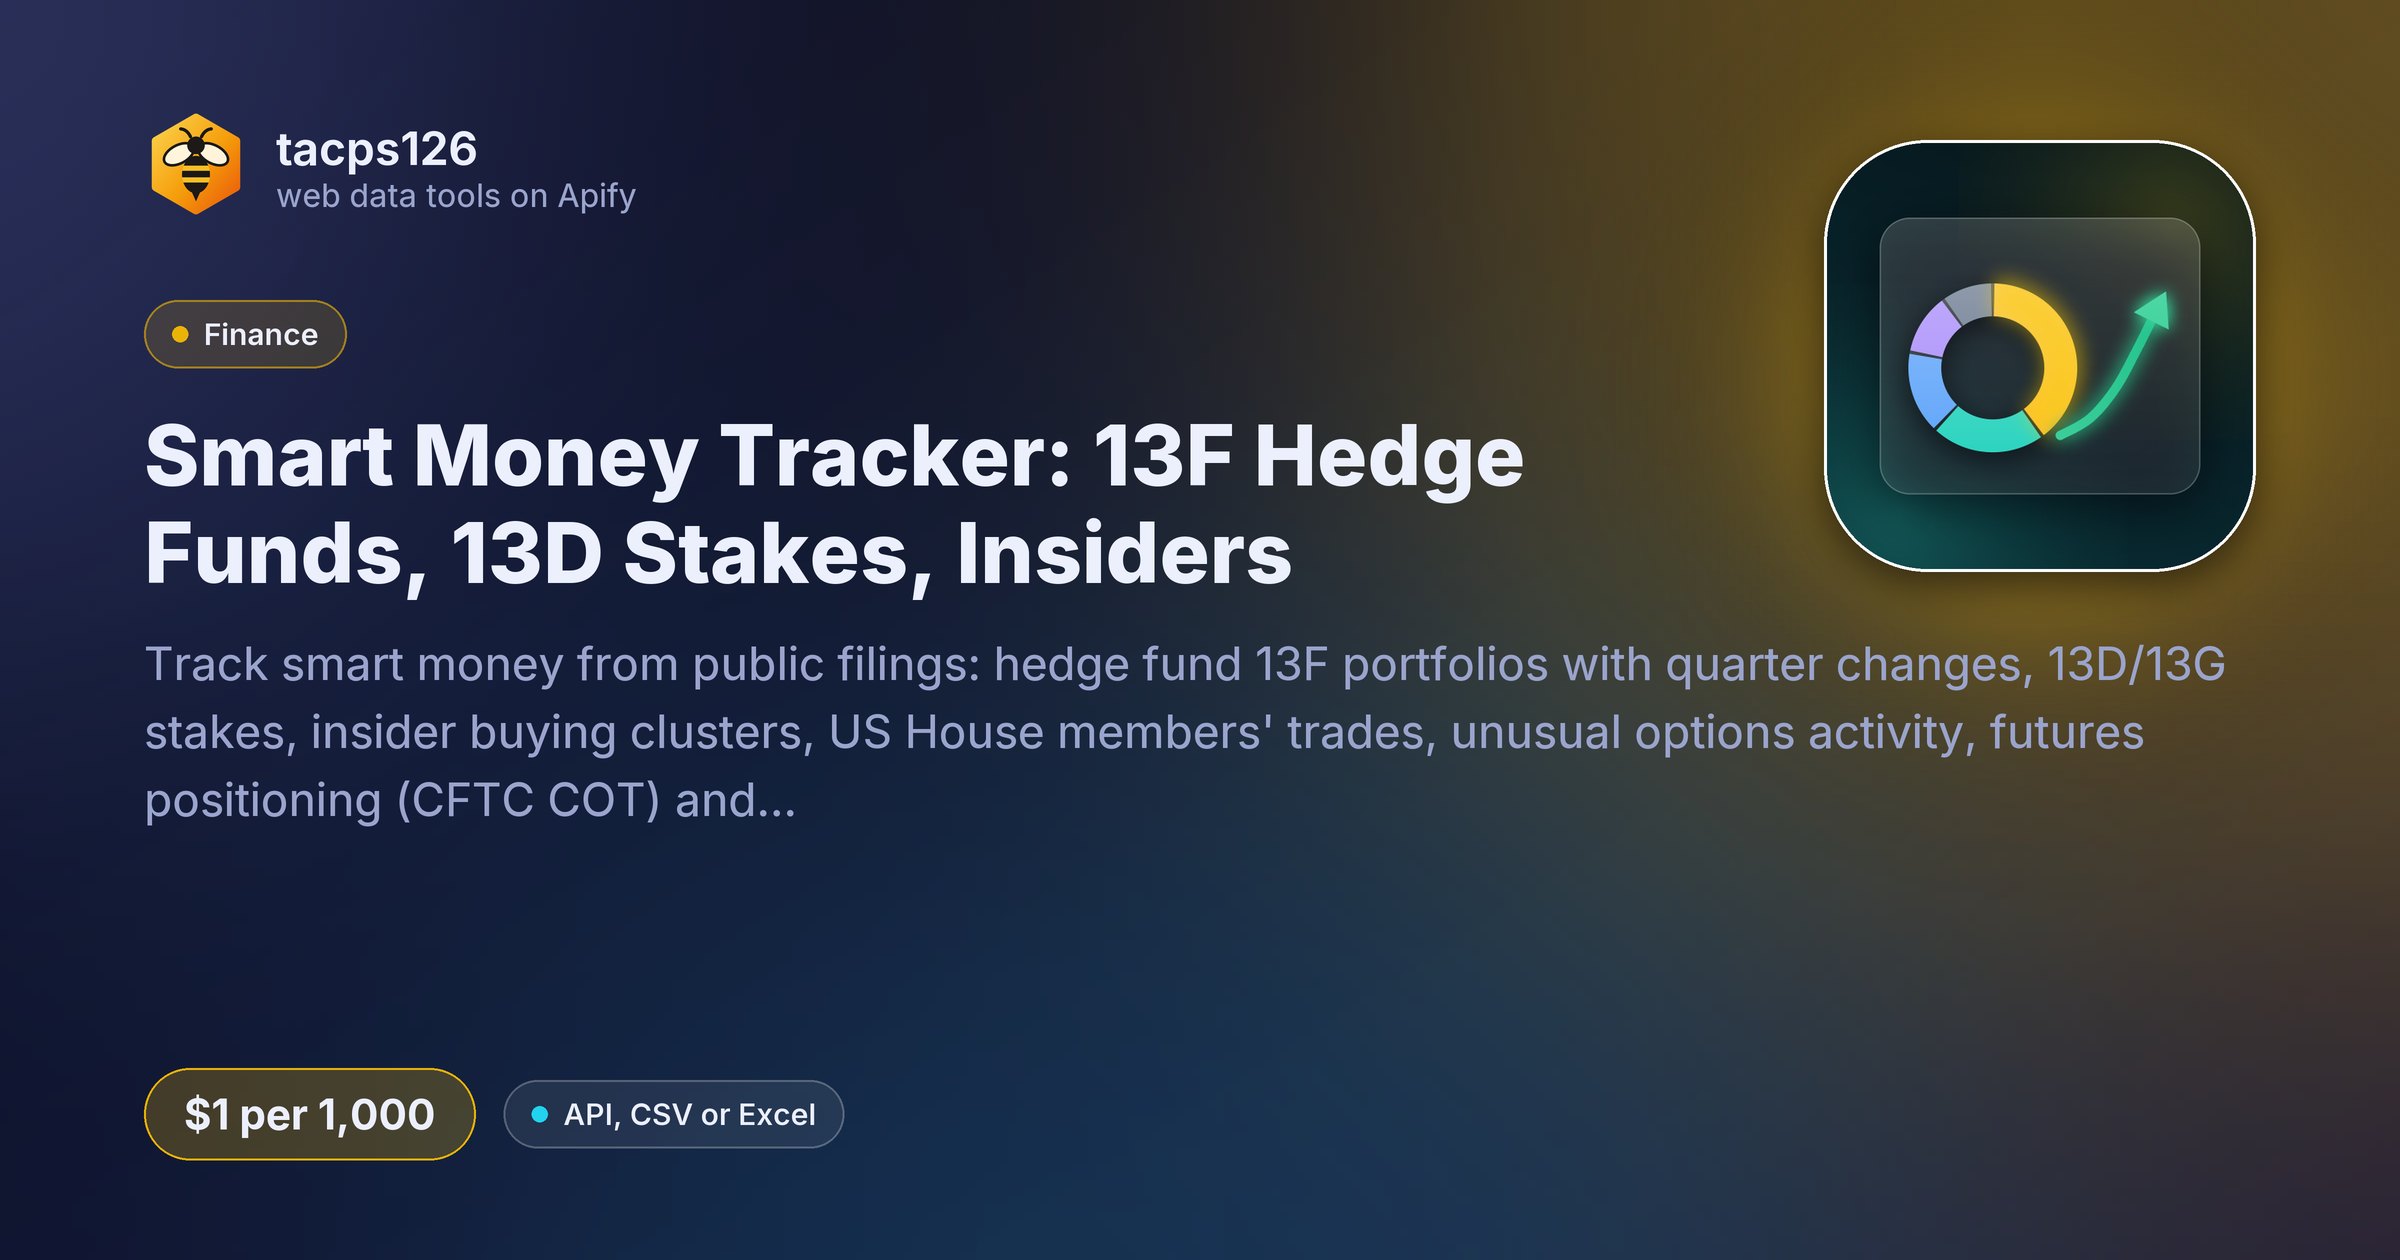 tacps126
web data tools on Apify
Finance
Smart Money Tracker: 13F Hedge
Funds, 13D Stakes, Insiders
Track smart money from public filings: hedge fund 13F portfolios with quarter changes, 13D/13G
stakes, insider buying clusters, US House members' trades, unusual options activity, futures
positioning (CFTC COT) and...
$1 per 1,000
API, CSV or Excel